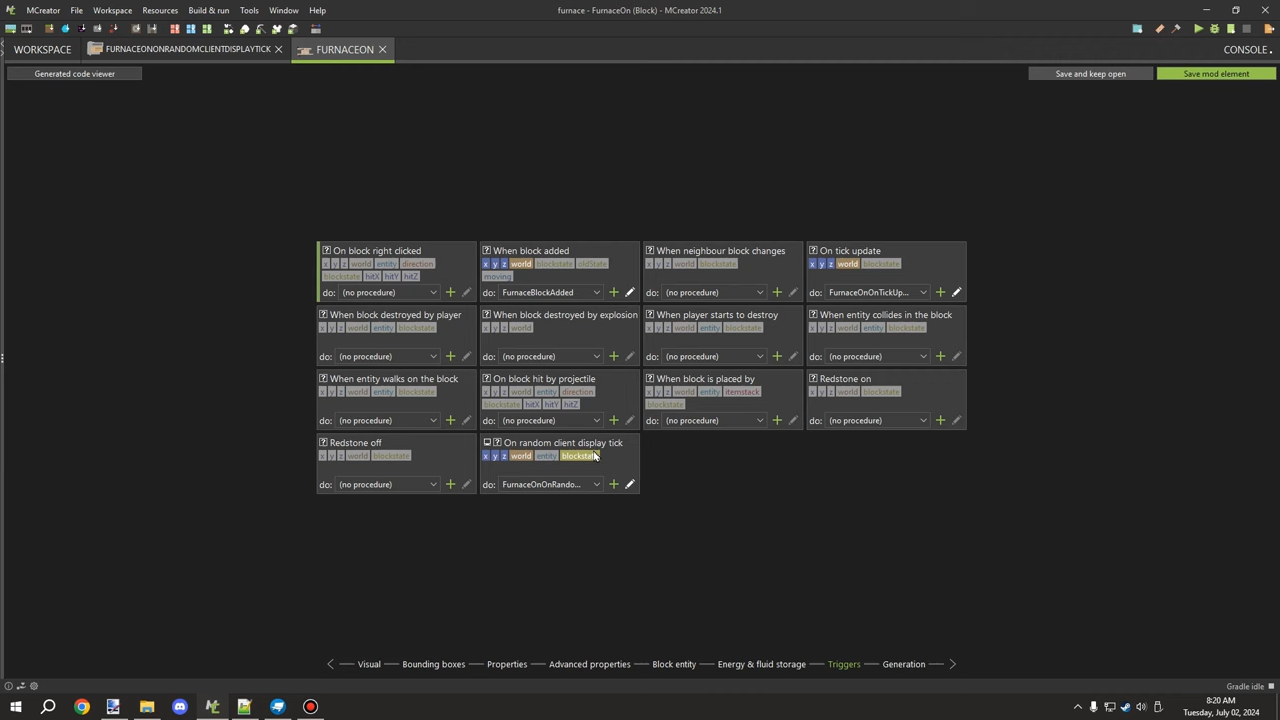 MCreator File Workspace Resources Build & run Tools Window Help
furnace - FurnaceOn (Block) - MCreator 2024.1
WORKSPACE FURNACEONONRANDOMCLIENTDISPLAYTICK FURNACEON CONSOLE
Generated code viewer Save and keep open Save mod element
On block right clicked
x y z world entity direction
blockstate hitX hitY hitZ
do: (no procedure)
When block added
x y z world blockstate oldState
moving
do: FurnaceBlockAdded
When neighbour block changes
x y z world blockstate
do: (no procedure)
On tick update
x y z world blockstate
do: FurnaceOnOnTickUp...
When block destroyed by player
x y z world entity blockstate
do: (no procedure)
When block destroyed by explosion
x y z world
do: (no procedure)
When player starts to destroy
x y z world entity blockstate
do: (no procedure)
When entity collides in the block
x y z world entity blockstate
do: (no procedure)
When entity walks on the block
x y z world entity blockstate
do: (no procedure)
On block hit by projectile
x y z world entity direction
blockstate hitX hitY hitZ
do: (no procedure)
When block is placed by
x y z world entity itemstack
blockstate
do: (no procedure)
Redstone on
x y z world blockstate
do: (no procedure)
Redstone off
x y z world blockstate
do: (no procedure)
On random client display tick
x y z world entity blockstate
do: FurnaceOnOnRando...
Visual Bounding boxes Properties Advanced properties Block entity Energy & fluid storage Triggers Generation
Gradle idle
8:20 AM
Tuesday, July 02, 2024